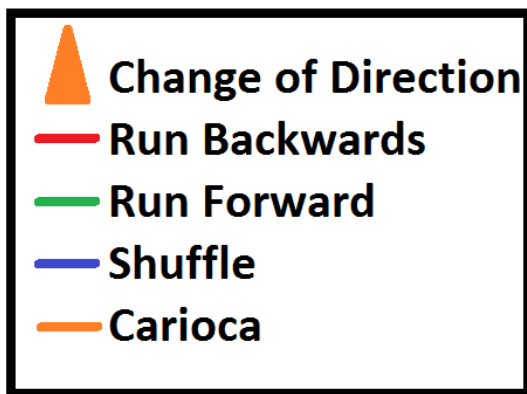 Change of Direction
Run Backwards
Run Forward
Shuffle
Carioca